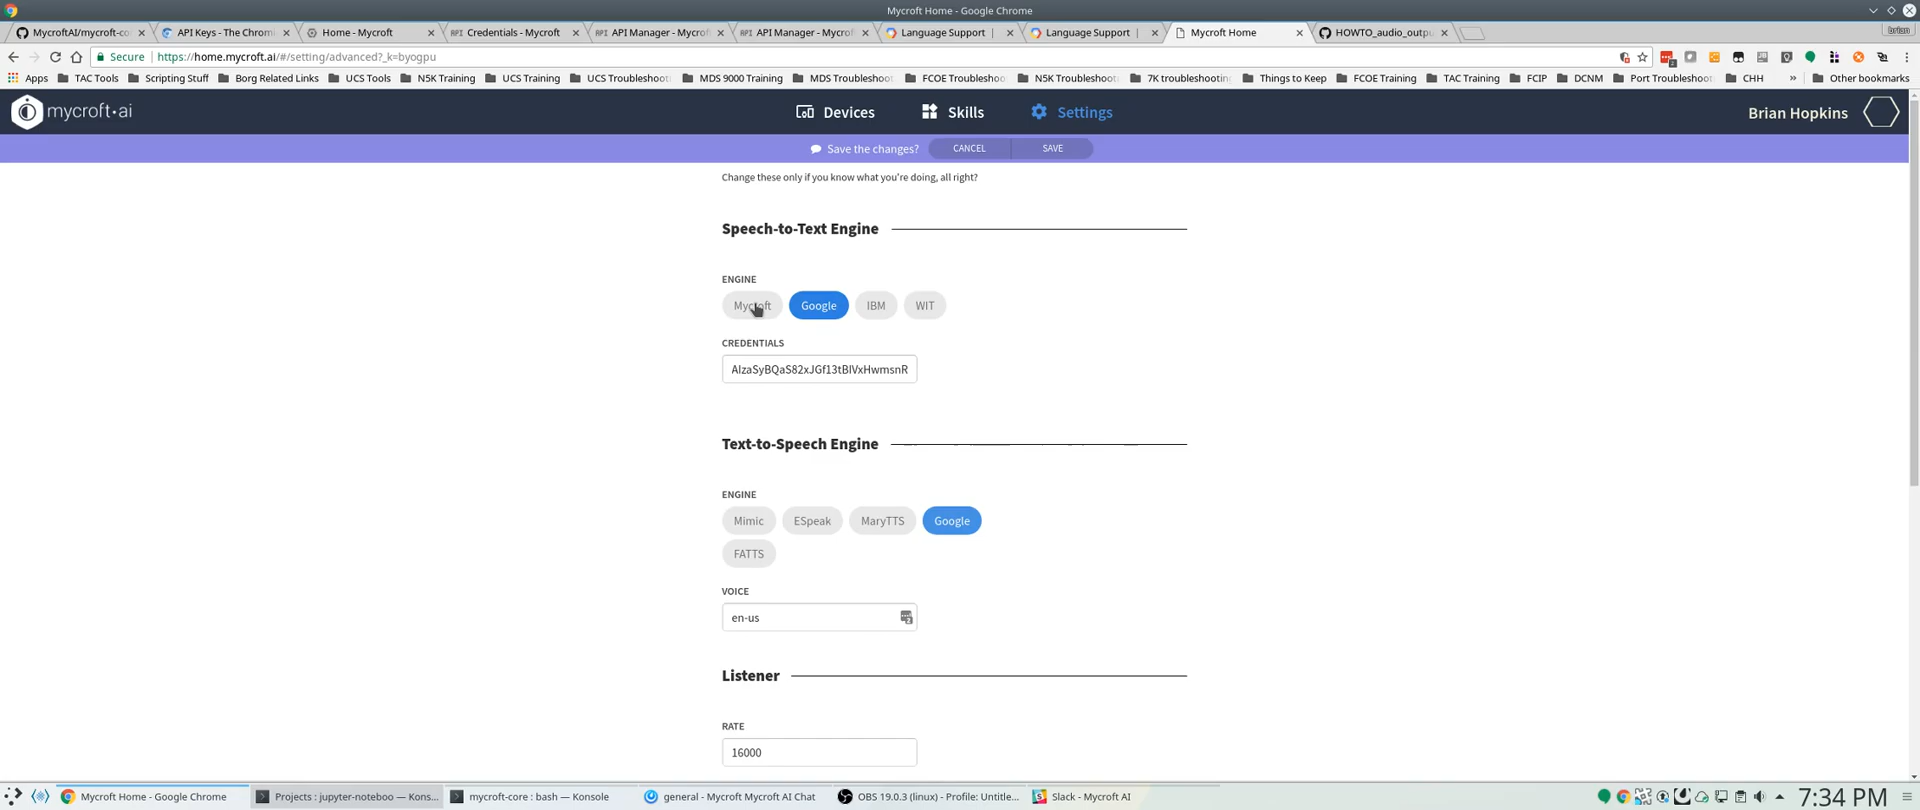 Mycroft Home - Google Chrome
MycroftAI/mycroft-co API Keys - The Chromi Home - Mycroft Credentials - Mycroft API Manager - Mycrof API Manager - Mycrof Language Support | Language Support | Mycroft Home HOWTO_audio_outpu brian
Secure https://home.mycroft.ai/#/setting/advanced?_k=byogpu
Apps TAC Tools Scripting Stuff Borg Related Links UCS Tools N5K Training UCS Training UCS Troubleshoot MDS 9000 Training MDS Troubleshoot FCOE Troubleshoo N5K Troubleshoot 7K troubleshootin Things to Keep FCOE Training TAC Training FCIP DCNM Port Troubleshoot CHH » Other bookmarks
mycroft·ai Devices Skills Settings Brian Hopkins
Save the changes? CANCEL SAVE
Change these only if you know what you're doing, all right?
Speech-to-Text Engine
ENGINE
Mycroft Google IBM WIT
CREDENTIALS
AIzaSyBQaS82xJGf13tBIVxHwmsnR
Text-to-Speech Engine
ENGINE
Mimic ESpeak MaryTTS Google
FATTS
VOICE
en-us
Listener
RATE
16000
Mycroft Home - Google Chrome Projects : jupyter-noteboo — Kons... mycroft-core : bash — Konsole general - Mycroft Mycroft AI Chat OBS 19.0.3 (linux) - Profile: Untitle... Slack - Mycroft AI 7:34 PM